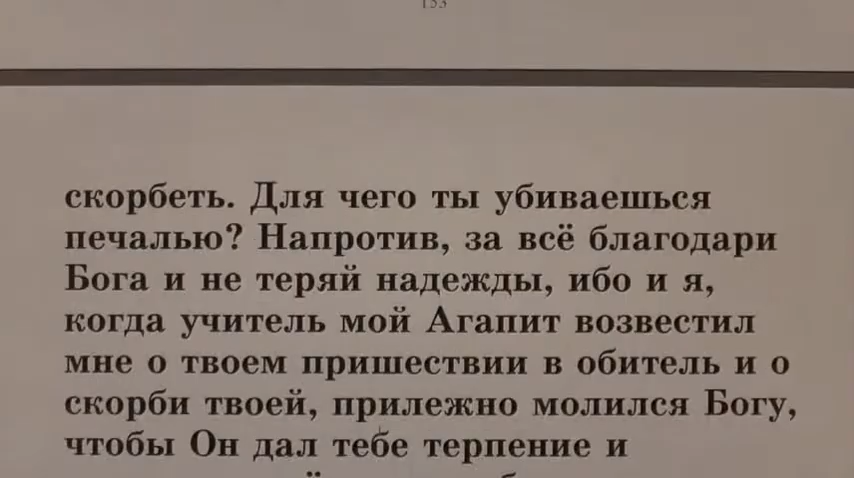 153
скорбеть. Для чего ты убиваешься
печалью? Напротив, за всё благодари
Бога и не теряй надежды, ибо и я,
когда учитель мой Агапит возвестил
мне о твоем пришествии в обитель и о
скорби твоей, прилежно молился Богу,
чтобы Он дал тебе терпение и